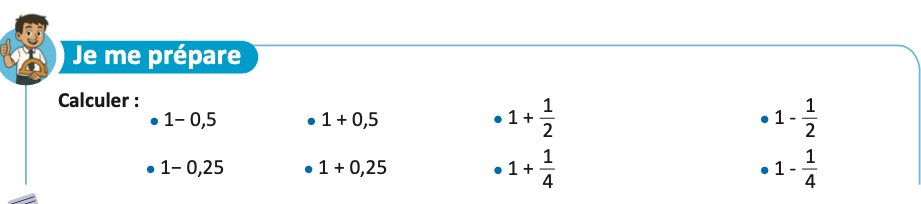 Je me prépare
Calculer :
• 1– 0,5 • 1 + 0,5 • 1 + 1/2 • 1 - 1/2
• 1– 0,25 • 1 + 0,25 • 1 + 1/4 • 1 - 1/4